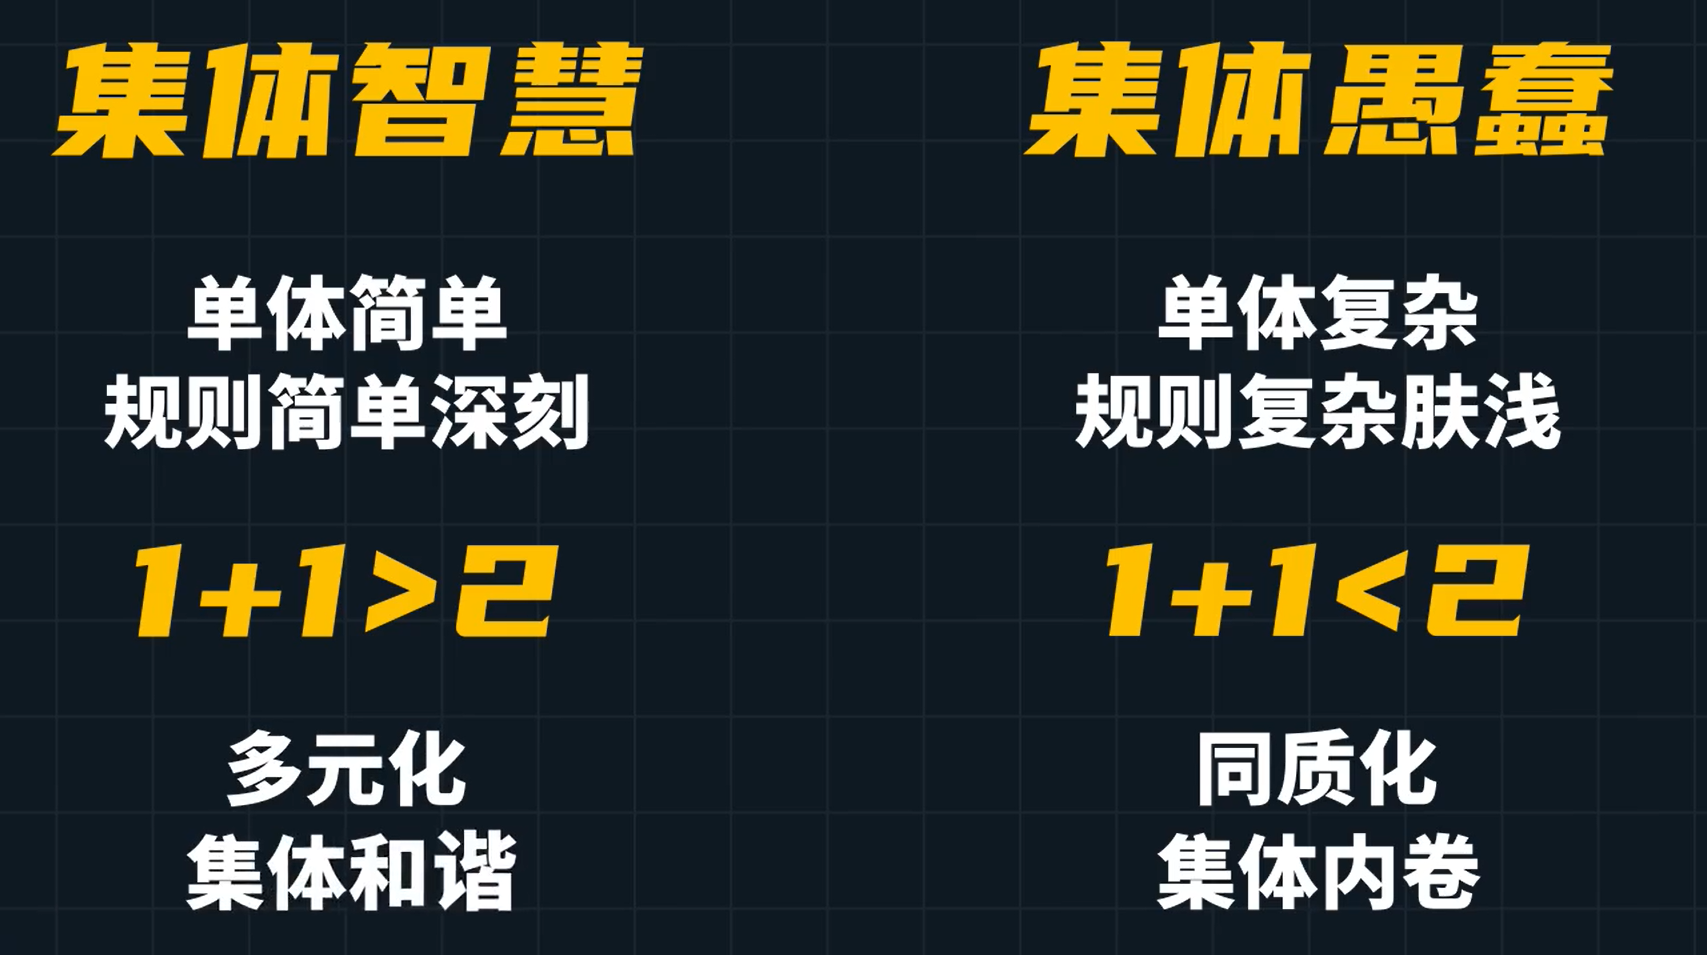 集体智慧
单体简单
规则简单深刻
1+1>2
多元化
集体和谐
集体愚蠢
单体复杂
规则复杂肤浅
1+1<2
同质化
集体内卷